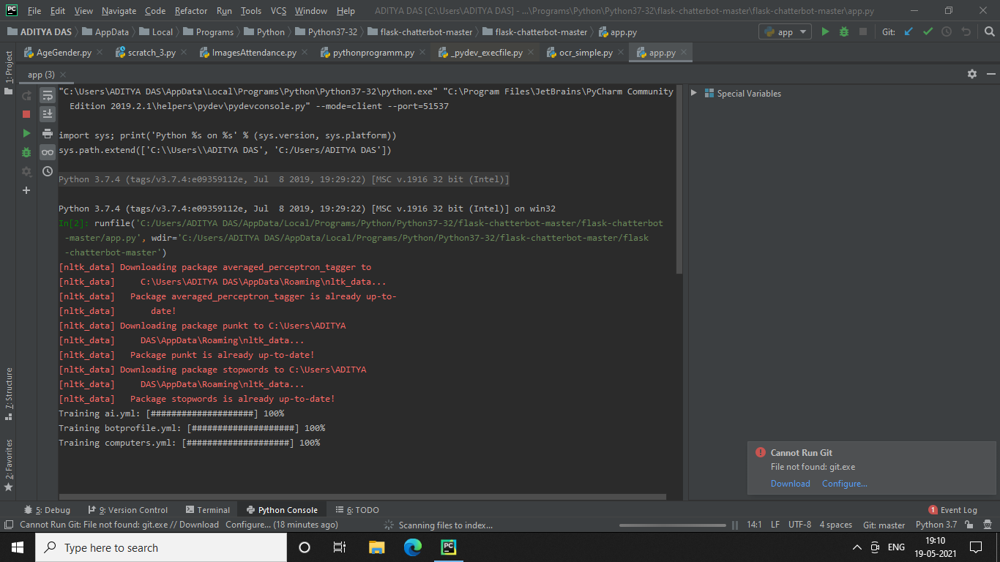 PC File Edit View Navigate Code Refactor Run Tools VCS Window Help ADITYA DAS [C:\Users\ADITYA DAS] - ...\Programs\Python\Python37-32\flask-chatterbot-master\flask-chatterbot-master\app.py
ADITYA DAS AppData Local Programs Python Python37-32 flask-chatterbot-master flask-chatterbot-master app.py app Git:
AgeGender.py scratch_3.py ImagesAttendance.py pythonprogramm.py _pydev_execfile.py ocr_simple.py app.py
1: Project
app (3)
"C:\Users\ADITYA DAS\AppData\Local\Programs\Python\Python37-32\python.exe" "C:\Program Files\JetBrains\PyCharm Community
Edition 2019.2.1\helpers\pydev\pydevconsole.py" --mode=client --port=51537
import sys; print('Python %s on %s' % (sys.version, sys.platform))
sys.path.extend(['C:\\Users\\ADITYA DAS', 'C:/Users/ADITYA DAS'])
Python 3.7.4 (tags/v3.7.4:e09359112e, Jul  8 2019, 19:29:22) [MSC v.1916 32 bit (Intel)]
Python 3.7.4 (tags/v3.7.4:e09359112e, Jul  8 2019, 19:29:22) [MSC v.1916 32 bit (Intel)] on win32
In[2]: runfile('C:/Users/ADITYA DAS/AppData/Local/Programs/Python/Python37-32/flask-chatterbot-master/flask-chatterbot
-master/app.py', wdir='C:/Users/ADITYA DAS/AppData/Local/Programs/Python/Python37-32/flask-chatterbot-master/flask
-chatterbot-master')
[nltk_data] Downloading package averaged_perceptron_tagger to
[nltk_data]     C:\Users\ADITYA DAS\AppData\Roaming\nltk_data...
[nltk_data]   Package averaged_perceptron_tagger is already up-to-
[nltk_data]       date!
[nltk_data] Downloading package punkt to C:\Users\ADITYA
[nltk_data]     DAS\AppData\Roaming\nltk_data...
[nltk_data]   Package punkt is already up-to-date!
[nltk_data] Downloading package stopwords to C:\Users\ADITYA
[nltk_data]     DAS\AppData\Roaming\nltk_data...
[nltk_data]   Package stopwords is already up-to-date!
Training ai.yml: [####################] 100%
Training botprofile.yml: [####################] 100%
Training computers.yml: [####################] 100%
Special Variables
7: Structure
2: Favorites
Cannot Run Git
File not found: git.exe
Download Configure...
5: Debug 9: Version Control Terminal Python Console 6: TODO 1 Event Log
Cannot Run Git: File not found: git.exe // Download Configure... (18 minutes ago) Scanning files to index... 14:1 LF UTF-8 4 spaces Git: master Python 3.7
Type here to search PC ENG
19:10
19-05-2021